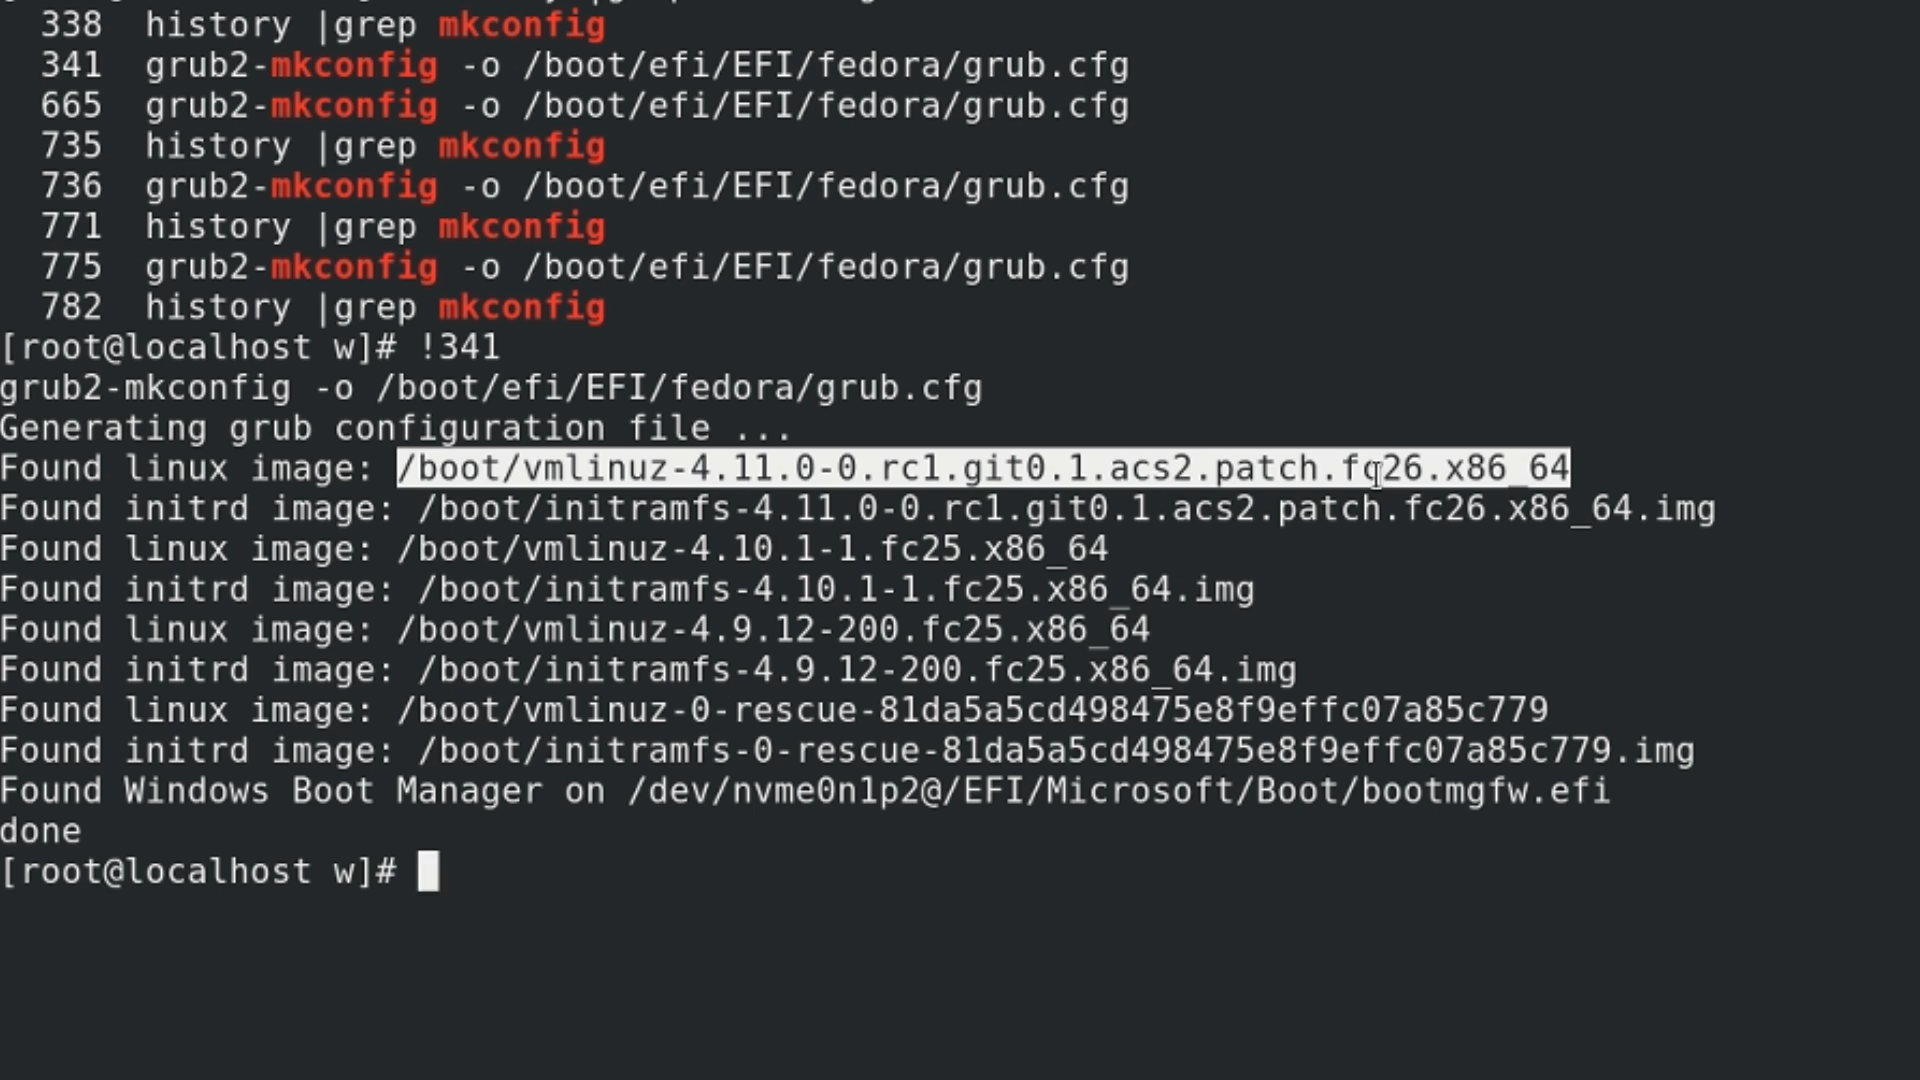 338 history |grep mkconfig
341 grub2-mkconfig -o /boot/efi/EFI/fedora/grub.cfg
665 grub2-mkconfig -o /boot/efi/EFI/fedora/grub.cfg
735 history |grep mkconfig
736 grub2-mkconfig -o /boot/efi/EFI/fedora/grub.cfg
771 history |grep mkconfig
775 grub2-mkconfig -o /boot/efi/EFI/fedora/grub.cfg
782 history |grep mkconfig
[root@localhost w]# !341
grub2-mkconfig -o /boot/efi/EFI/fedora/grub.cfg
Generating grub configuration file ...
Found linux image: /boot/vmlinuz-4.11.0-0.rc1.git0.1.acs2.patch.fc26.x86_64
Found initrd image: /boot/initramfs-4.11.0-0.rc1.git0.1.acs2.patch.fc26.x86_64.img
Found linux image: /boot/vmlinuz-4.10.1-1.fc25.x86_64
Found initrd image: /boot/initramfs-4.10.1-1.fc25.x86_64.img
Found linux image: /boot/vmlinuz-4.9.12-200.fc25.x86_64
Found initrd image: /boot/initramfs-4.9.12-200.fc25.x86_64.img
Found linux image: /boot/vmlinuz-0-rescue-81da5a5cd498475e8f9effc07a85c779
Found initrd image: /boot/initramfs-0-rescue-81da5a5cd498475e8f9effc07a85c779.img
Found Windows Boot Manager on /dev/nvme0n1p2@/EFI/Microsoft/Boot/bootmgfw.efi
done
[root@localhost w]#